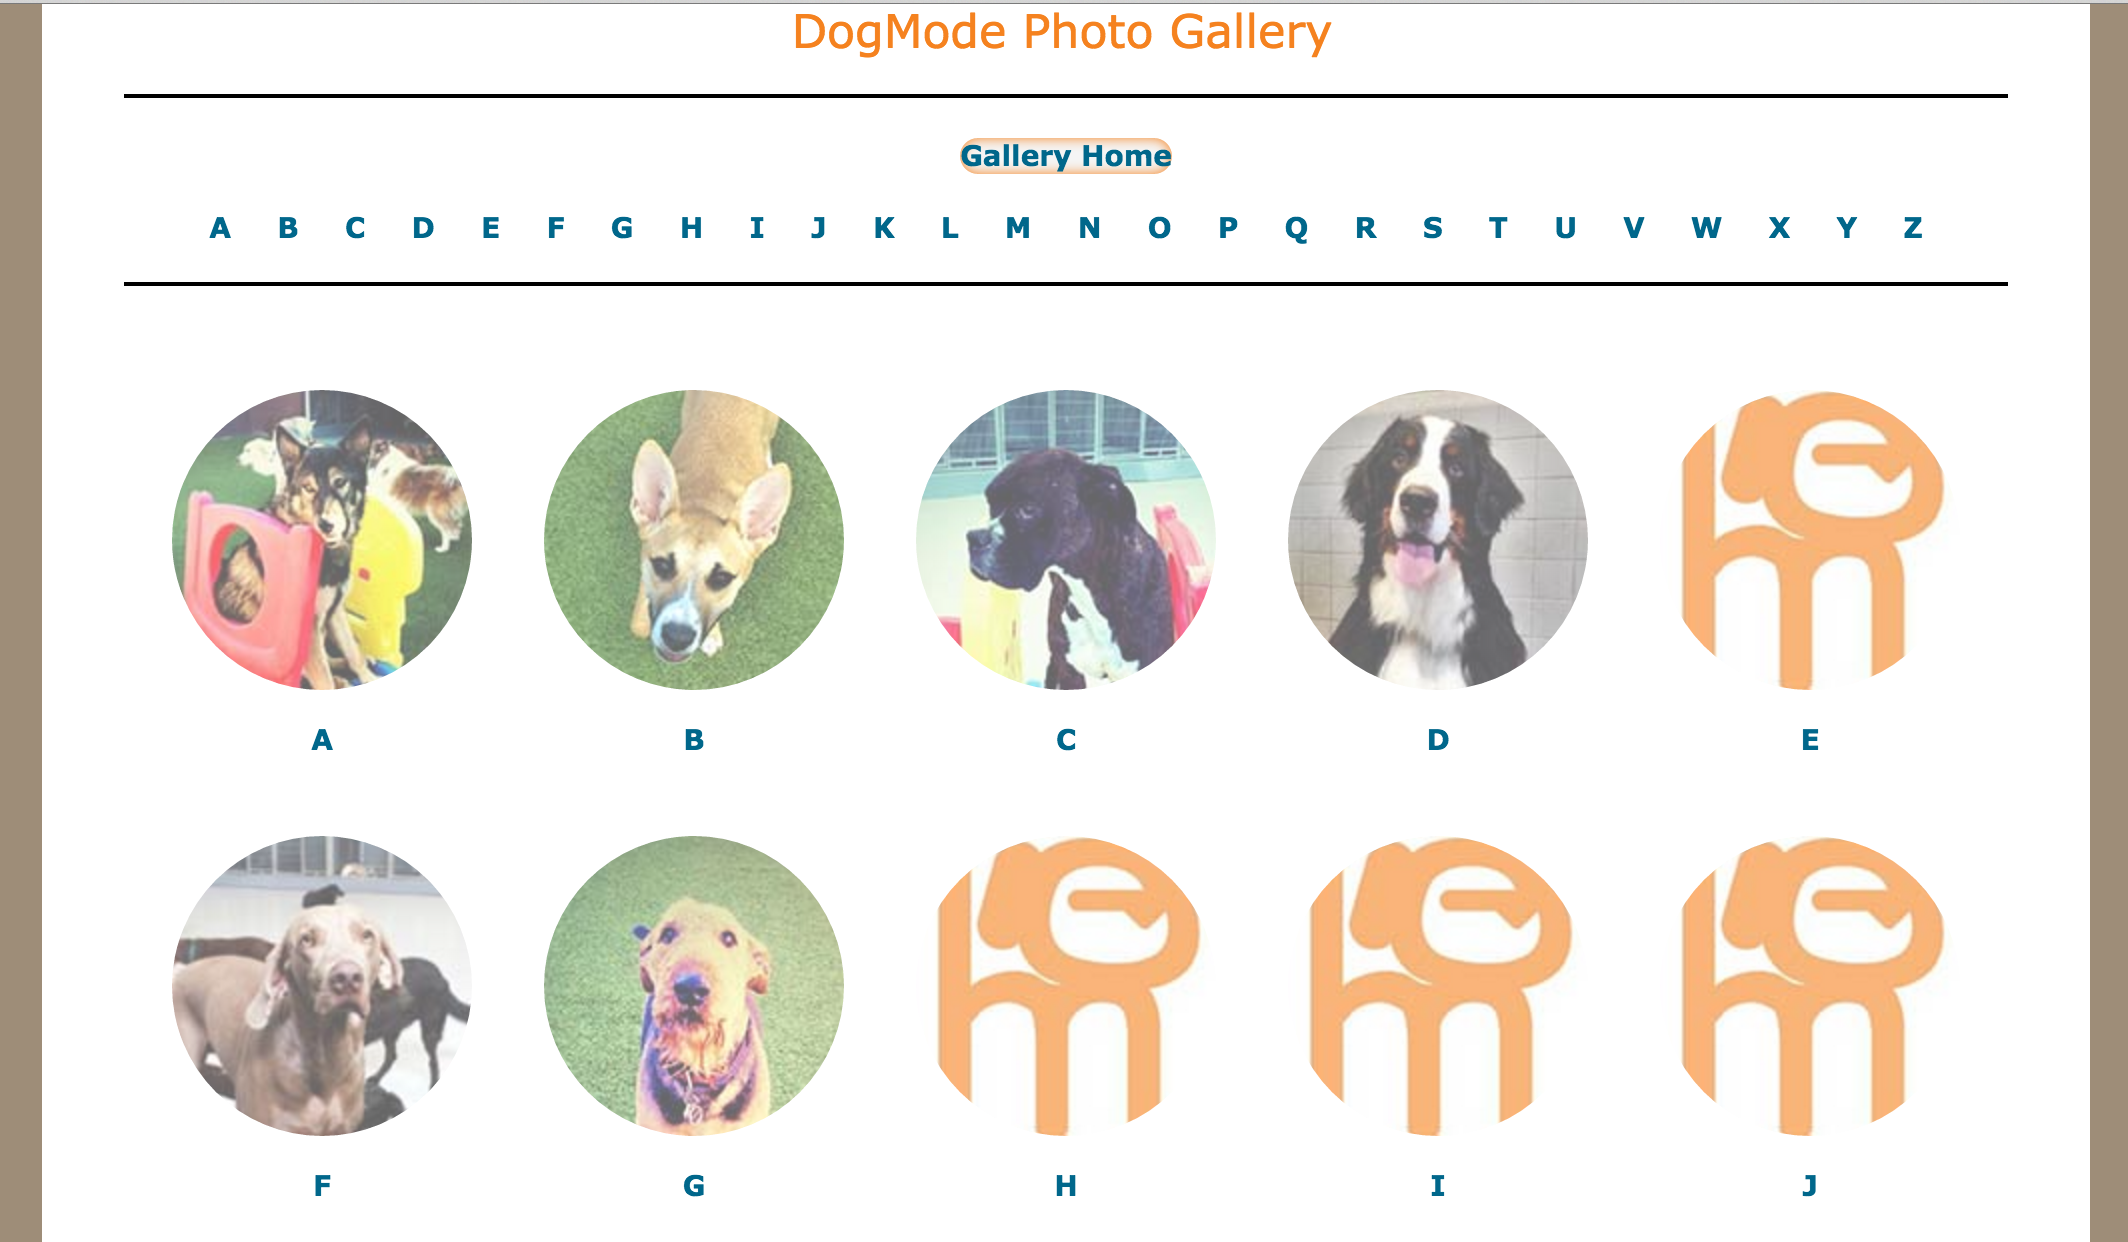 DogMode Photo Gallery
Gallery Home
A B C D E F G H I J K L M N O P Q R S T U V W X Y Z
A B C D E
F G H I J